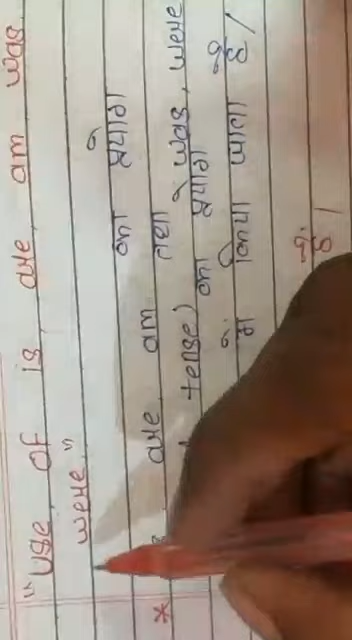 "Use of is, are, am was,
were"
का प्रयोग
* are am तथा
tense) का प्रयोग was, were
में किया जाता है/
हैं/